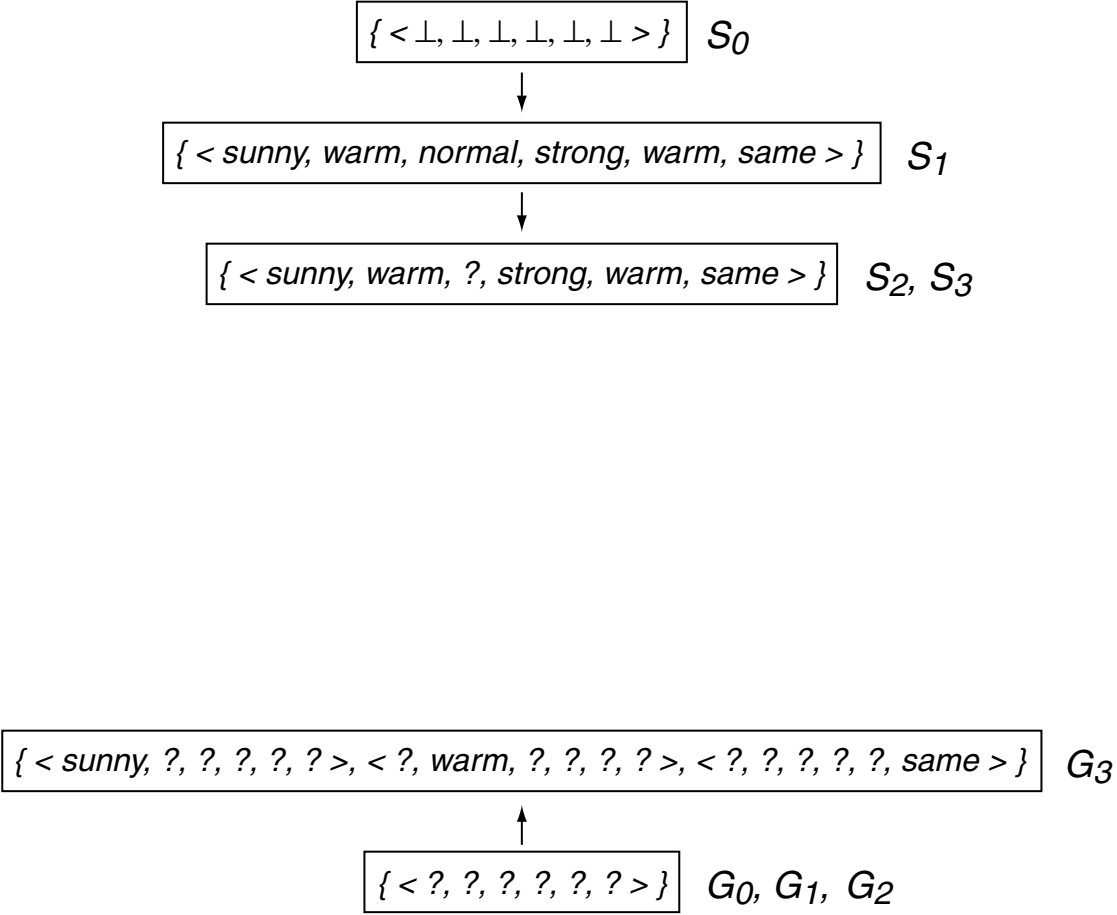 { < ⊥, ⊥, ⊥, ⊥, ⊥, ⊥ > } S0
{ < sunny, warm, normal, strong, warm, same > } S1
{ < sunny, warm, ?, strong, warm, same > } S2, S3
{ < sunny, ?, ?, ?, ?, ? >, < ?, warm, ?, ?, ?, ? >, < ?, ?, ?, ?, ?, same > } G3
{ < ?, ?, ?, ?, ?, ? > } G0, G1, G2